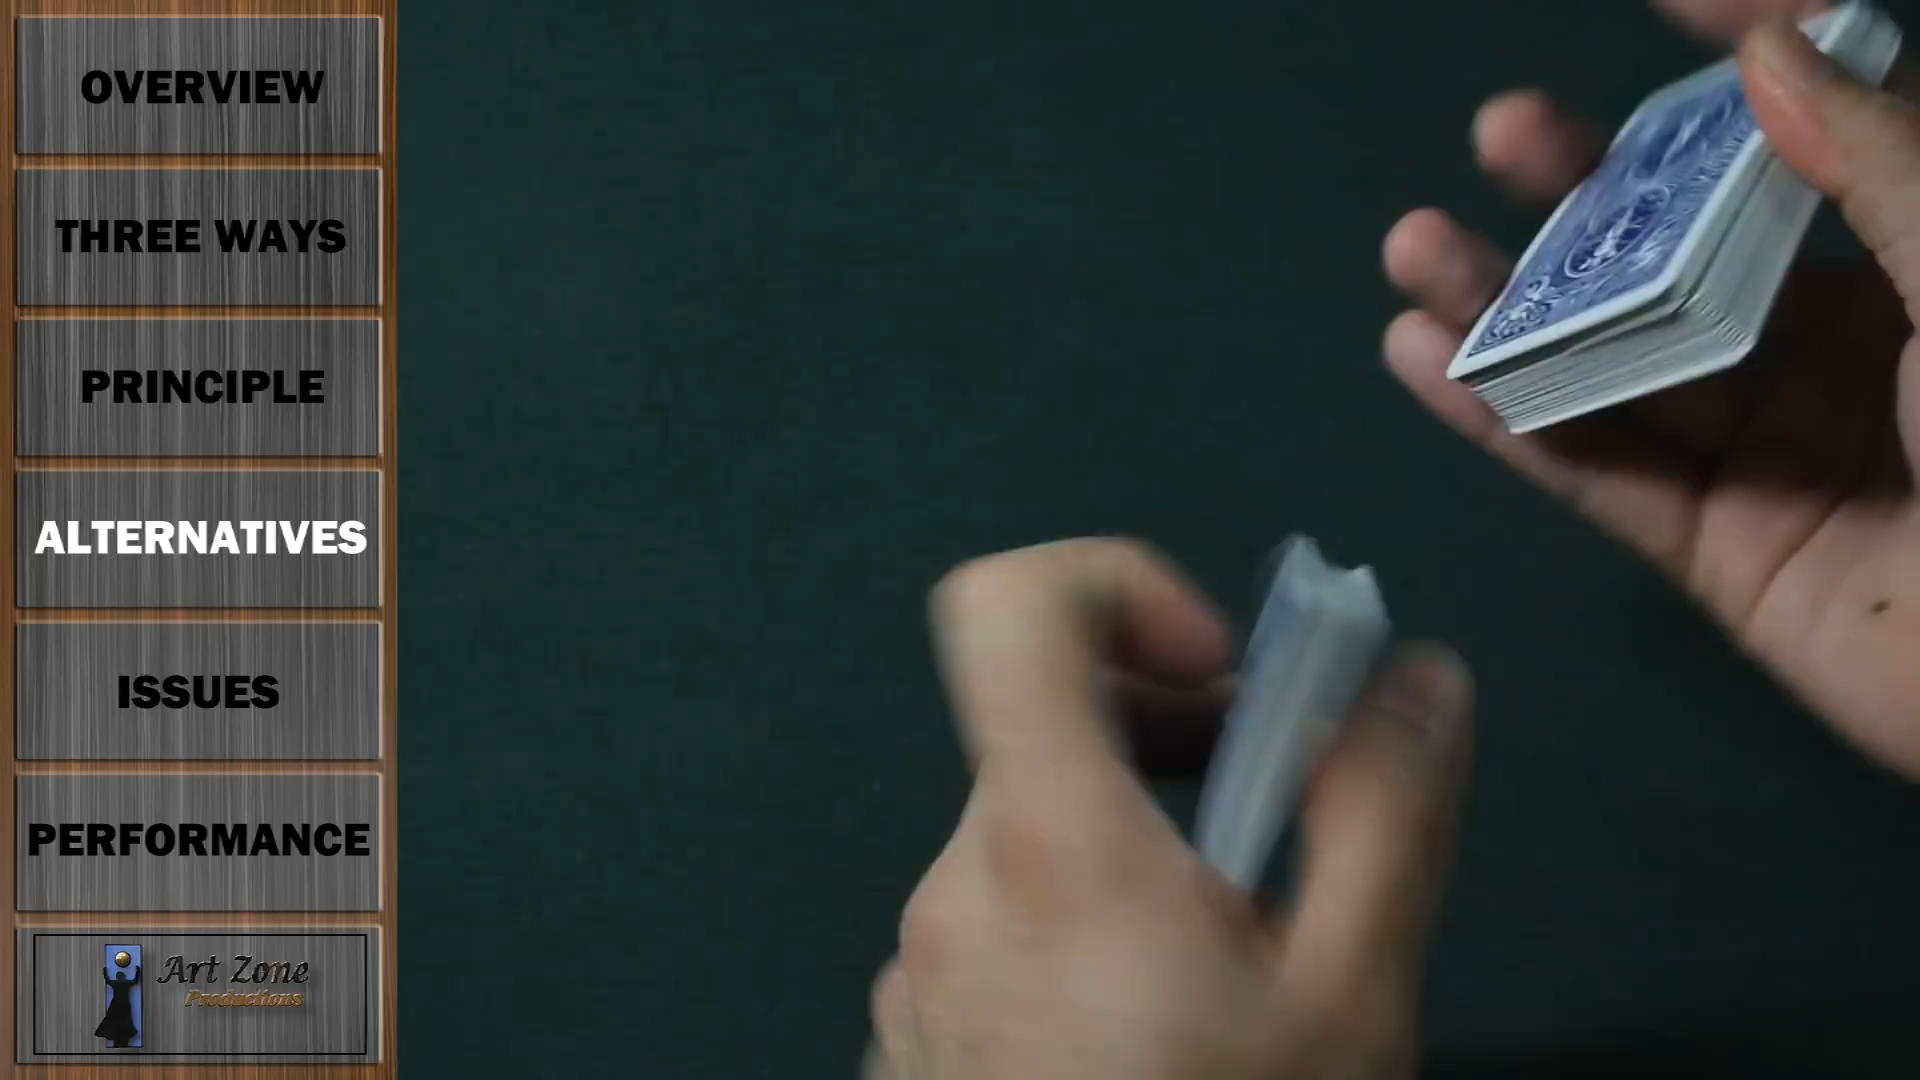 OVERVIEW
THREE WAYS
PRINCIPLE
ALTERNATIVES
ISSUES
PERFORMANCE
Art Zone
Productions